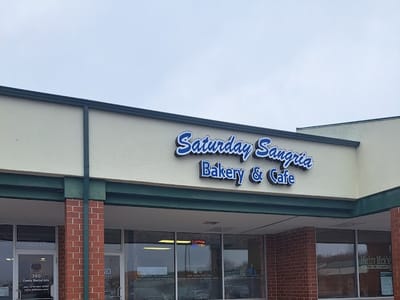 Saturday Sangria
Bakery & Cafe